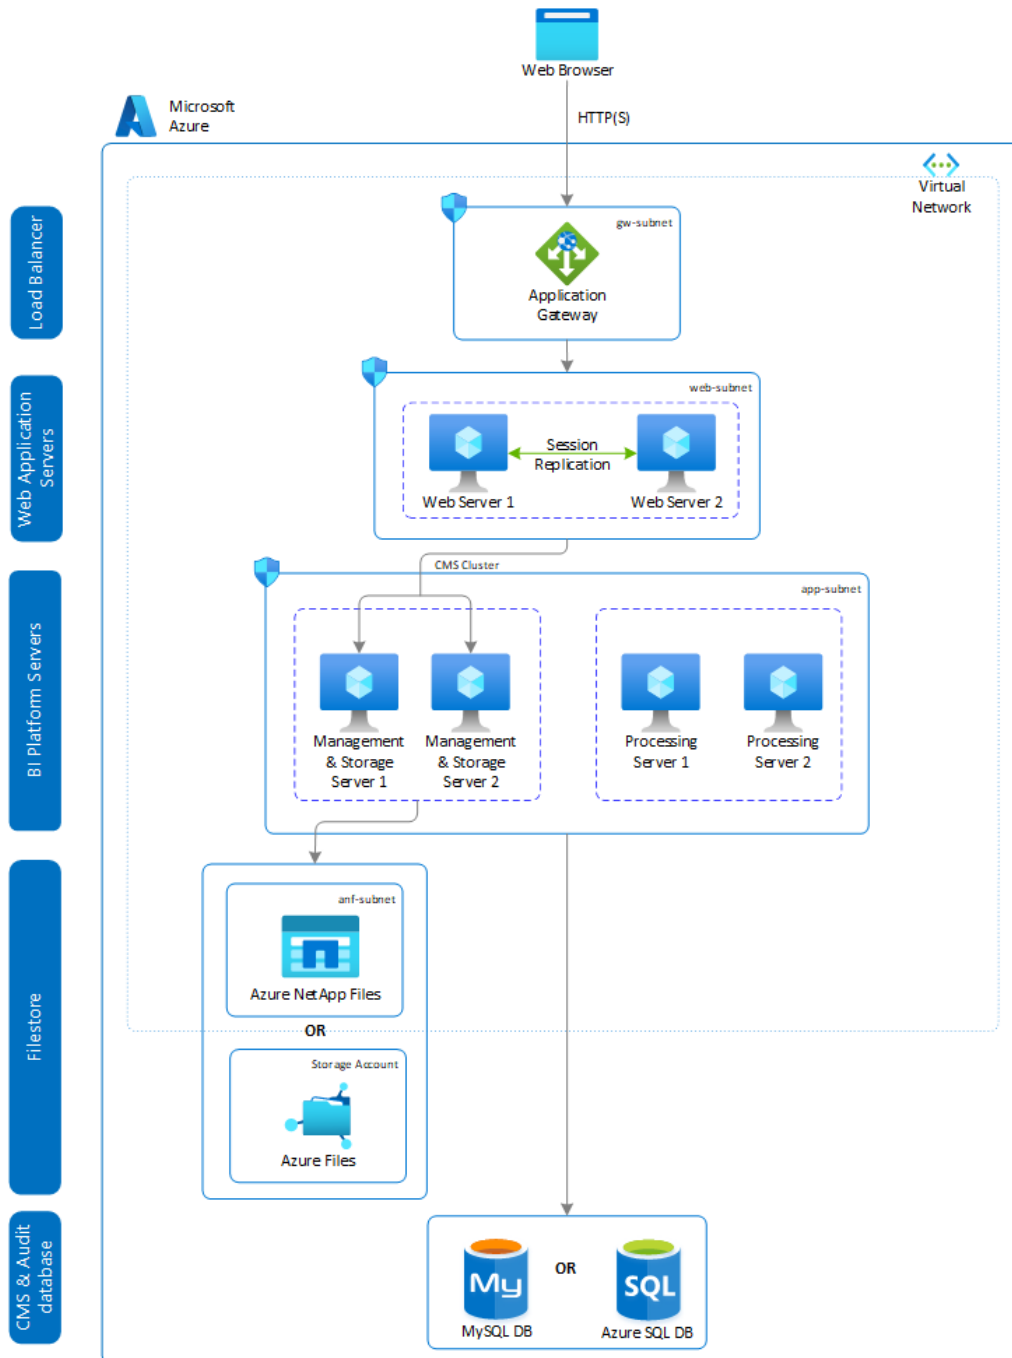 Web Browser
HTTP(S)
Microsoft
Azure
Virtual
Network
Load Balancer
gw-subnet
Application
Gateway
Web Application
Servers
web-subnet
Session
Replication
Web Server 1
Web Server 2
BI Platform Servers
CMS Cluster
app-subnet
Management
& Storage
Server 1
Management
& Storage
Server 2
Processing
Server 1
Processing
Server 2
Filestore
anf-subnet
Azure NetApp Files
OR
Storage Account
Azure Files
CMS & Audit
database
My
MySQL DB
OR
SQL
Azure SQL DB